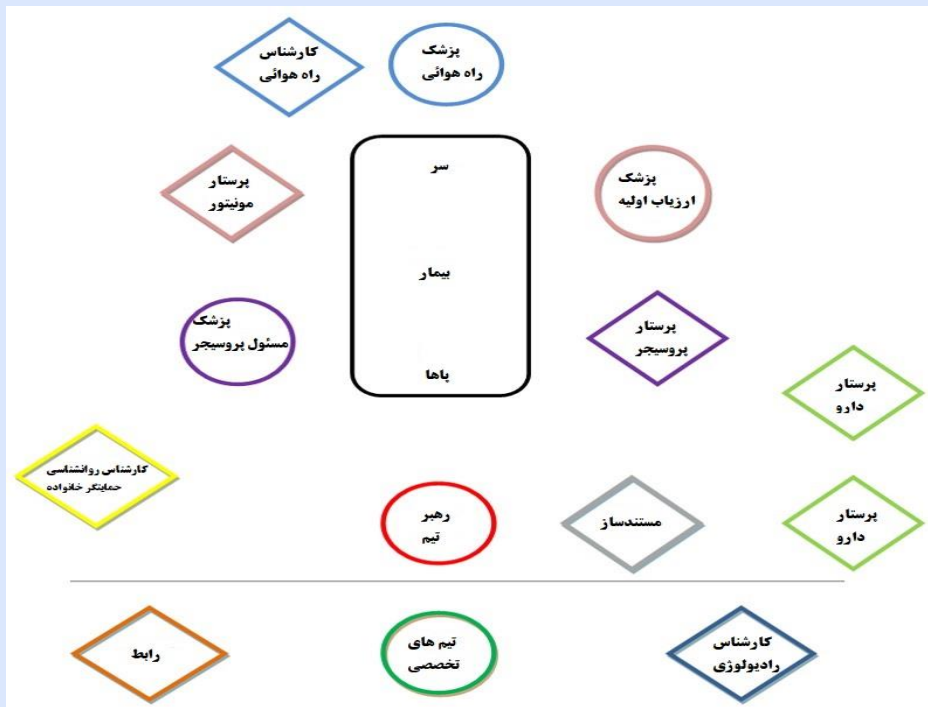 پزشک
راه هوائی
کارشناس
راه هوائی
سر
پزشک
ارزیاب اولیه
پرستار
مونیتور
بیمار
پرستار
پروسیجر
پزشک
مسئول پروسیجر
پاها
پرستار
دارو
کارشناس روانشناسی
حمایتگر خانواده
پرستار
دارو
مستندساز
رهبر
تیم
کارشناس
رادیولوژی
تیم های
تخصصی
رابط